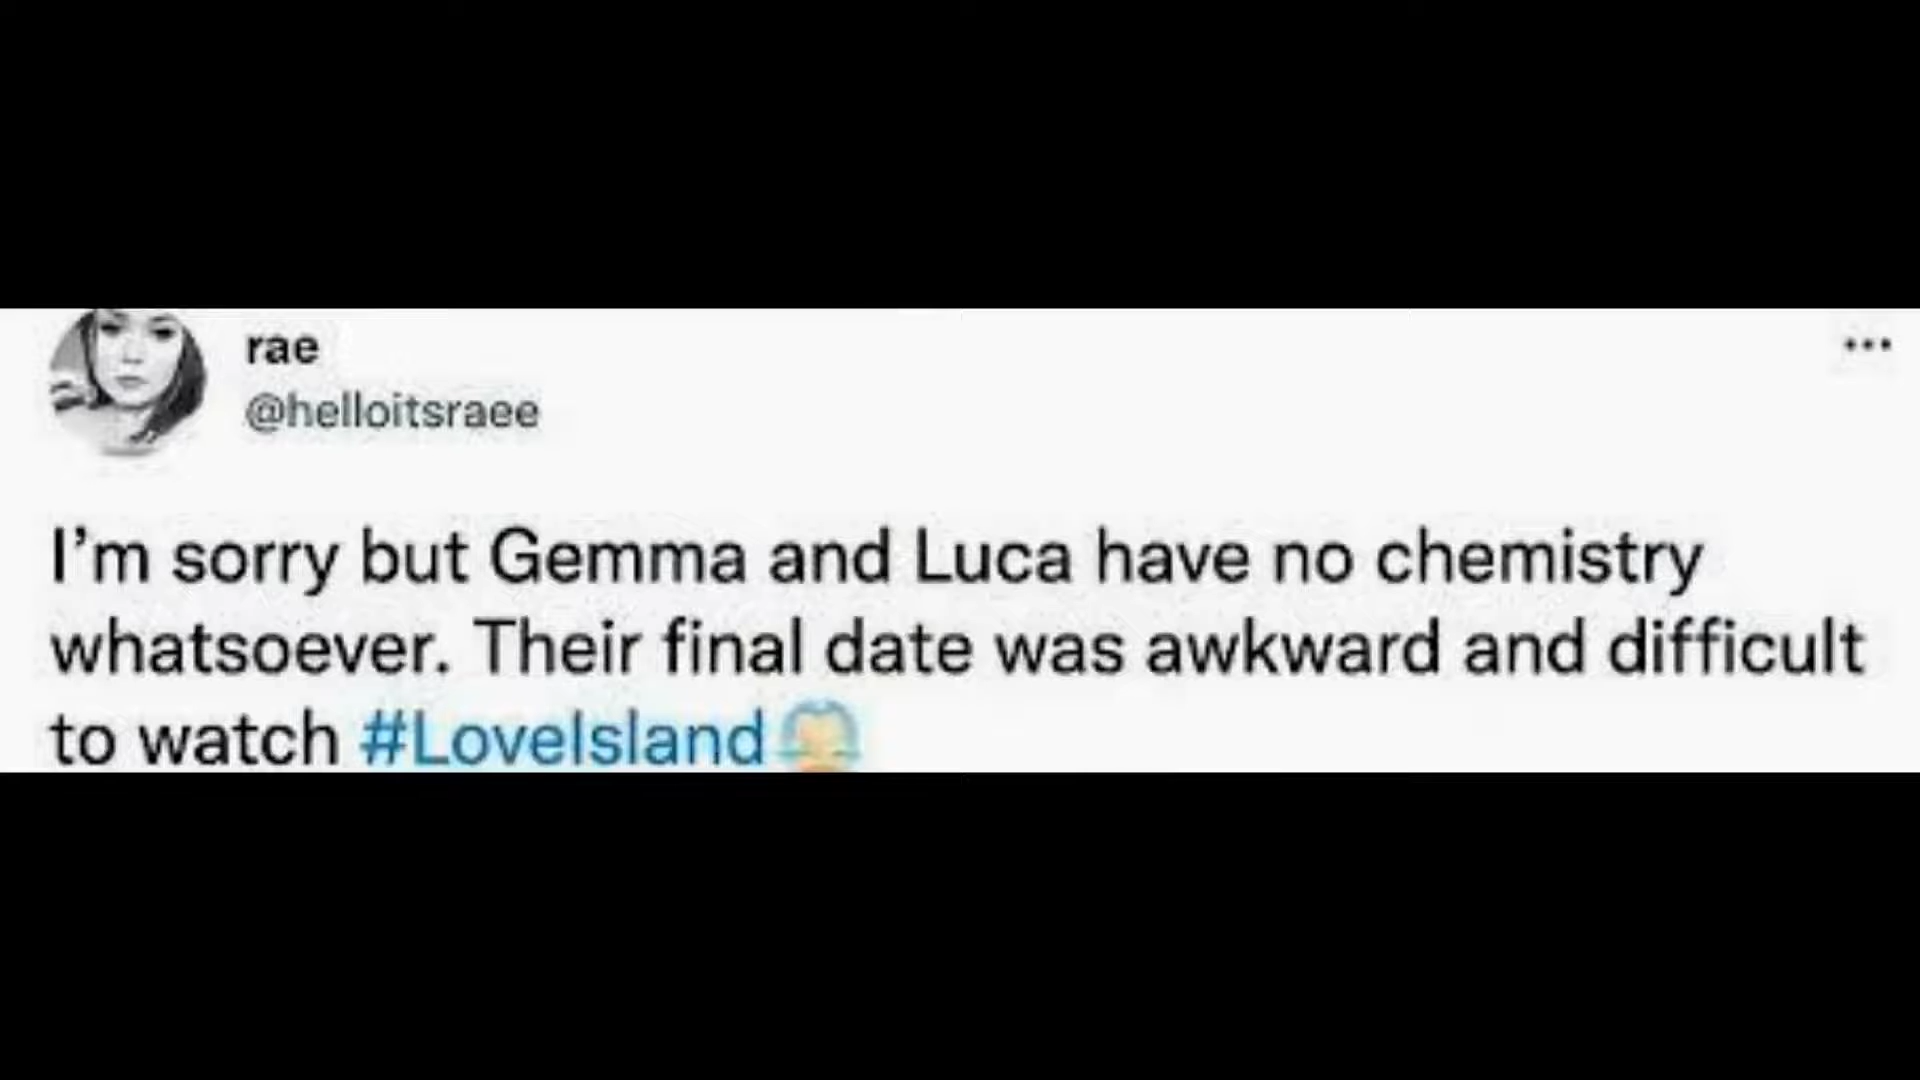 rae
@helloitsraee
I'm sorry but Gemma and Luca have no chemistry
whatsoever. Their final date was awkward and difficult
to watch #LoveIsland